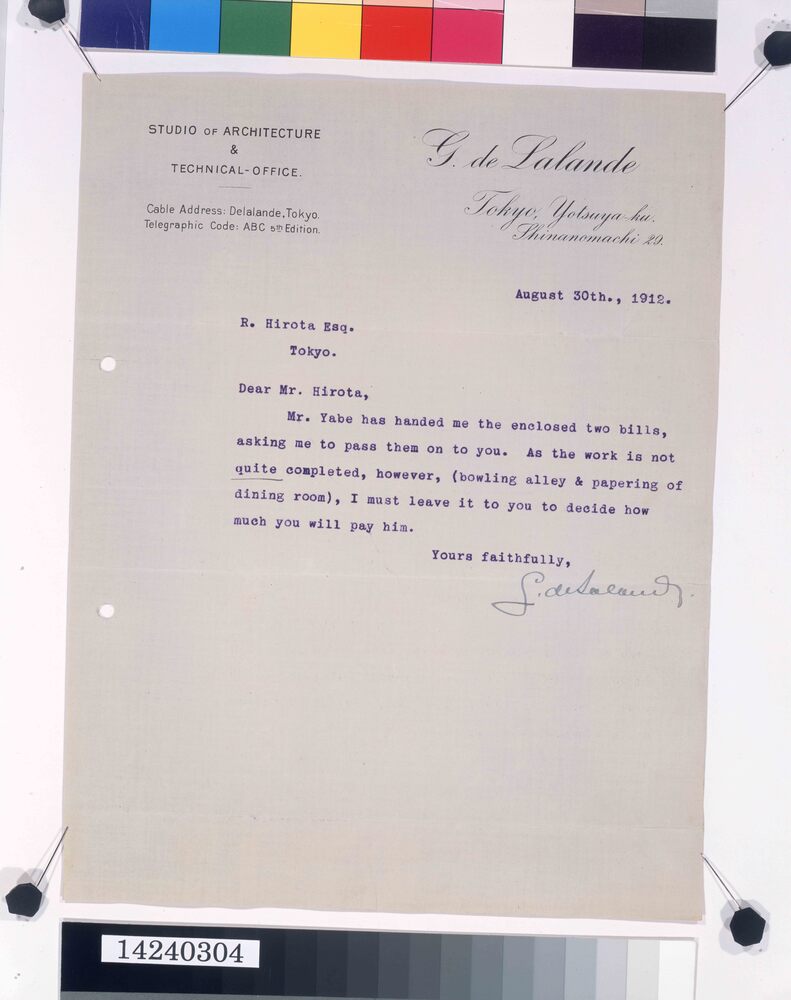 STUDIO OF ARCHITECTURE
&
TECHNICAL-OFFICE.
Cable Address: Delalande, Tokyo.
Telegraphic Code: ABC 5th Edition.
G. de Lalande
Tokyo, Yotsuya-ku.
Shinanomachi 29.
August 30th., 1912.
R. Hirota Esq.
Tokyo.
Dear Mr. Hirota,
Mr. Yabe has handed me the enclosed two bills,
asking me to pass them on to you. As the work is not
quite completed, however, (bowling alley & papering of
dining room), I must leave it to you to decide how
much you will pay him.
Yours faithfully,
G. de Lalande.
14240304